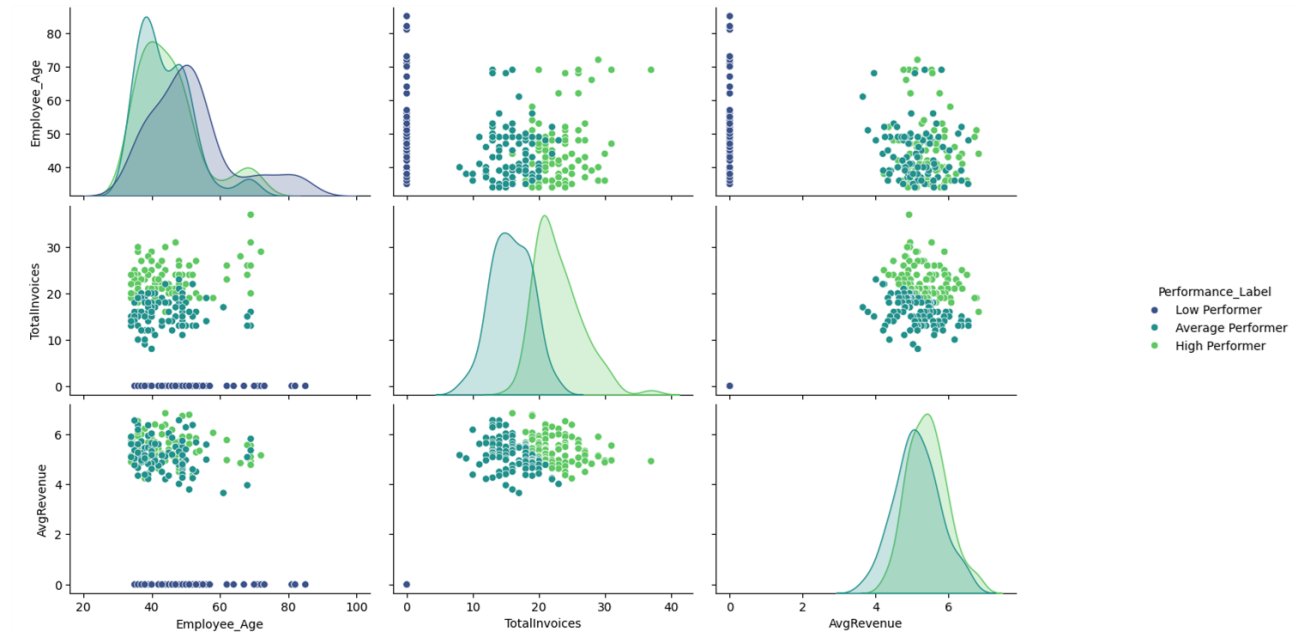 Employee_Age
80
70
60
50
40
TotalInvoices
30
20
10
0
Performance_Label
Low Performer
Average Performer
High Performer
AvgRevenue
6
4
2
0
20 40 60 80 100
0 10 20 30 40
0 2 4 6
Employee_Age
TotalInvoices
AvgRevenue